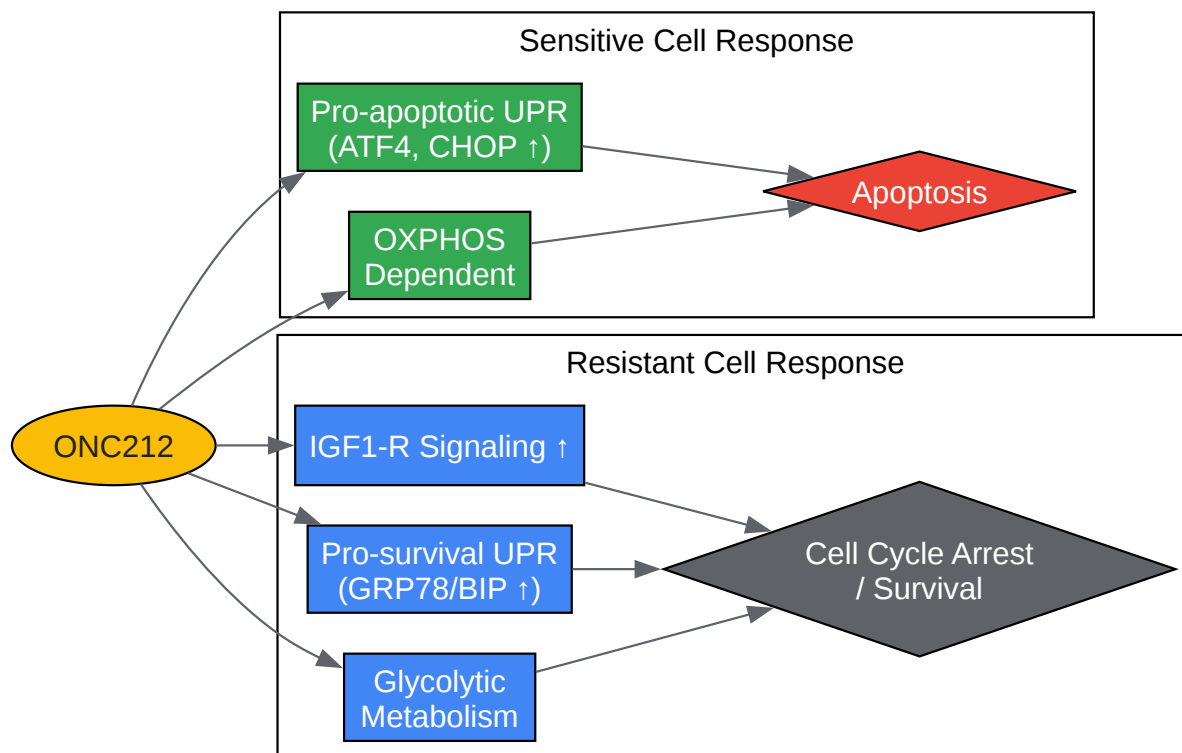 Sensitive Cell Response
Pro-apoptotic UPR
(ATF4, CHOP ↑)
Apoptosis
OXPHOS
Dependent
Resistant Cell Response
ONC212
IGF1-R Signaling ↑
Pro-survival UPR
(GRP78/BIP ↑)
Cell Cycle Arrest
/ Survival
Glycolytic
Metabolism